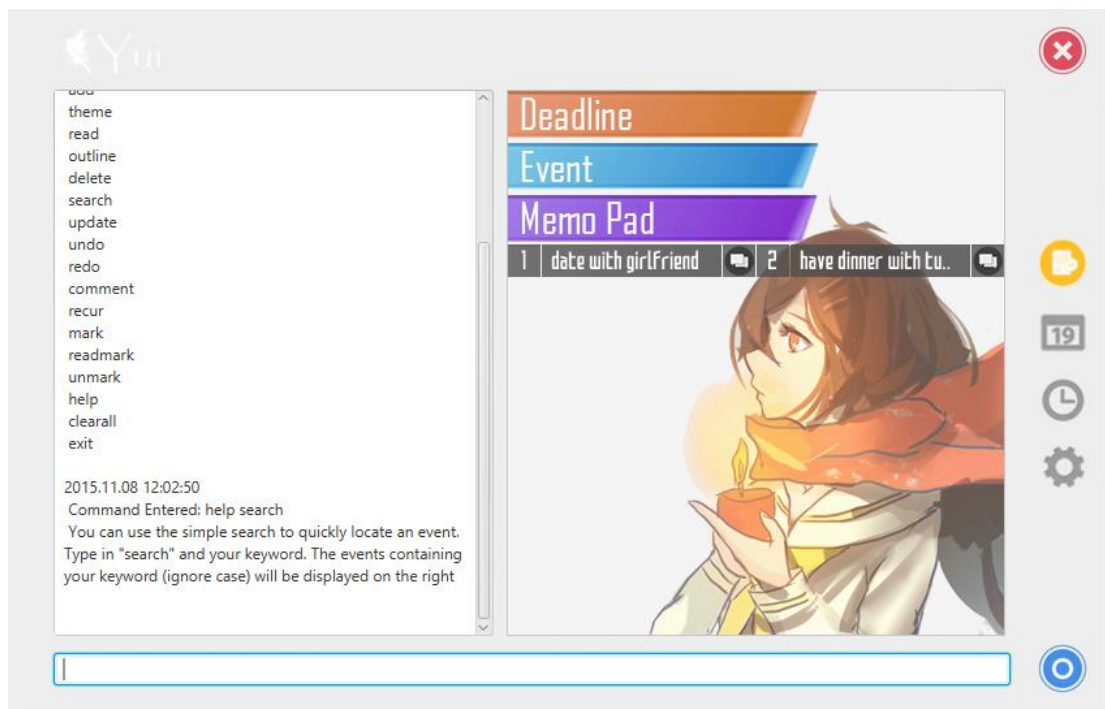 Yui
add
theme
read
outline
delete
search
update
undo
redo
comment
recur
mark
readmark
unmark
help
clearall
exit
2015.11.08 12:02:50
Command Entered: help search
You can use the simple search to quickly locate an event.
Type in "search" and your keyword. The events containing
your keyword (ignore case) will be displayed on the right
Deadline
Event
Memo Pad
1 date with girlfriend 2 have dinner with tu..
19